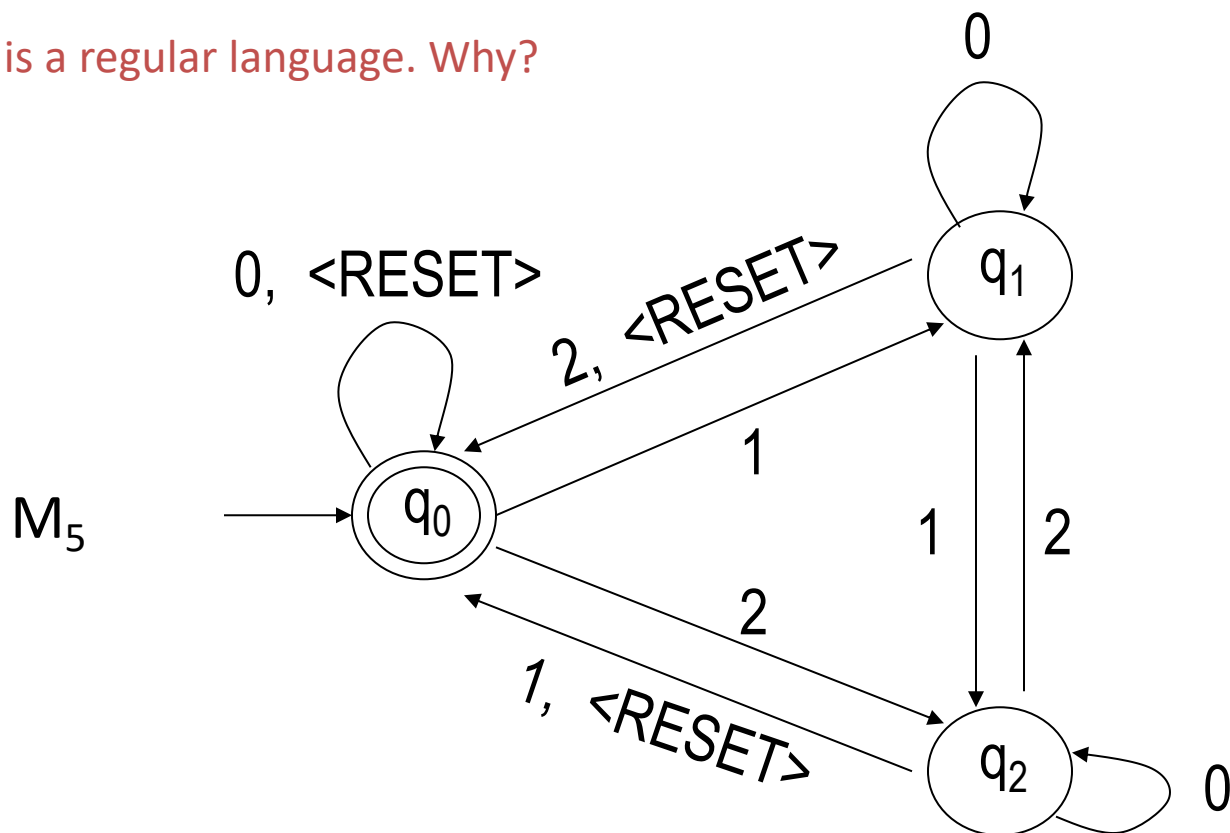 is a regular language. Why?
0
0, <RESET>
2, <RESET>
q₁
1
M₅
q₀
1
2
2
1, <RESET>
q₂
0